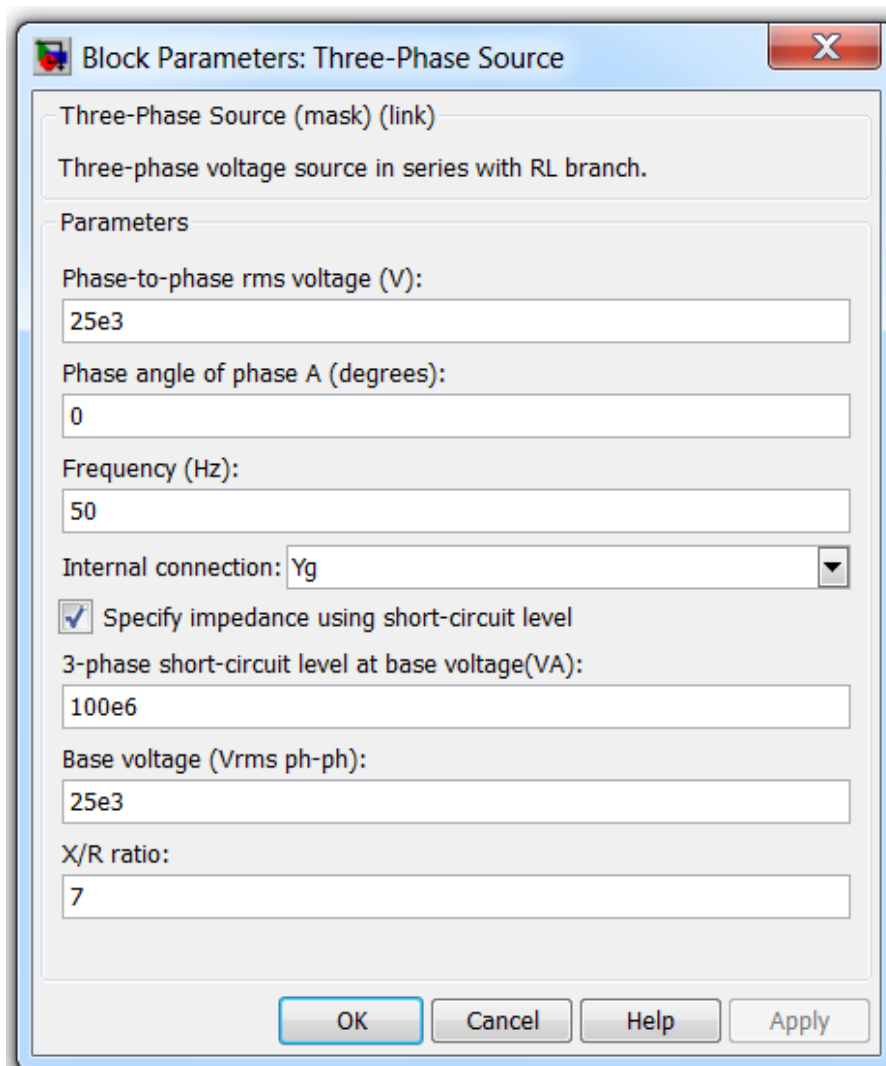 Block Parameters: Three-Phase Source
Three-Phase Source (mask) (link)
Three-phase voltage source in series with RL branch.
Parameters
Phase-to-phase rms voltage (V):
25e3
Phase angle of phase A (degrees):
0
Frequency (Hz):
50
Internal connection: Yg
Specify impedance using short-circuit level
3-phase short-circuit level at base voltage(VA):
100e6
Base voltage (Vrms ph-ph):
25e3
X/R ratio:
7
OK Cancel Help Apply